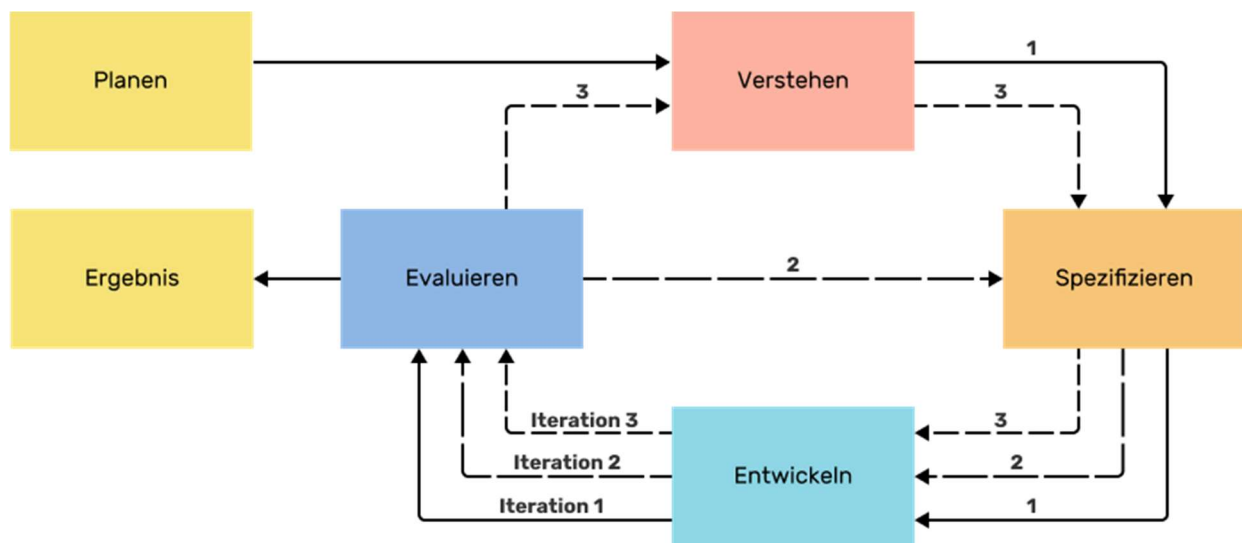 Planen
Verstehen
1
3
3
Ergebnis
Evaluieren
2
Spezifizieren
Iteration 3
3
Iteration 2
2
Iteration 1
1
Entwickeln